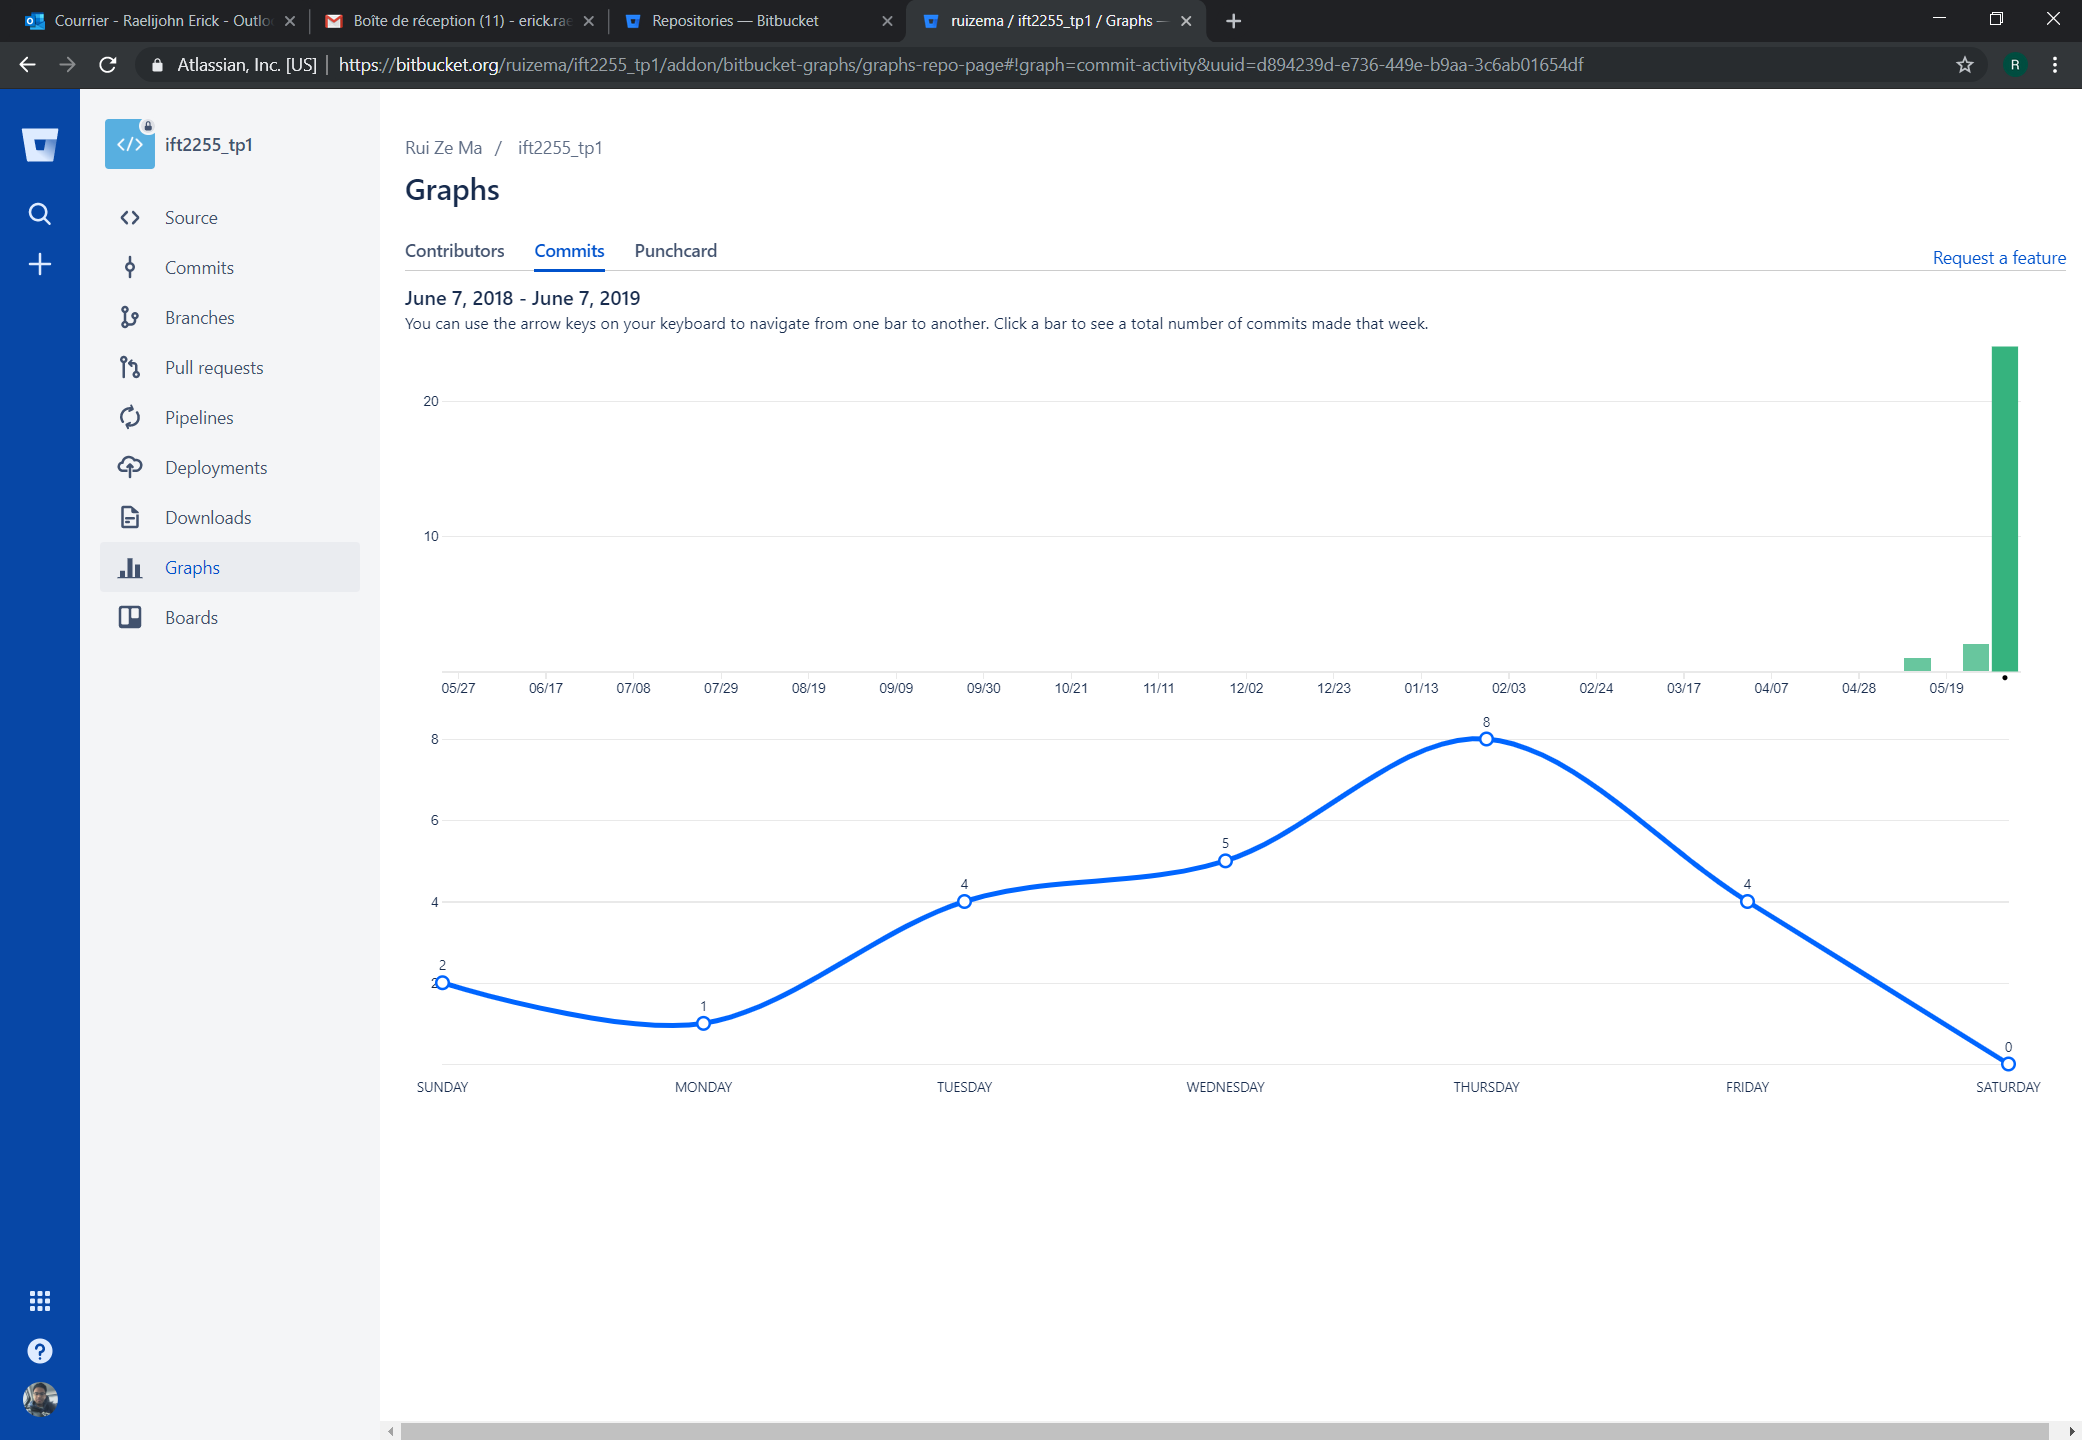 Courrier - Raelijohn Erick - Outlo
Boîte de réception (11) - erick.rae
Repositories — Bitbucket
ruizema / ift2255_tp1 / Graphs —
Atlassian, Inc. [US] | https://bitbucket.org/ruizema/ift2255_tp1/addon/bitbucket-graphs/graphs-repo-page#!graph=commit-activity&uuid=d894239d-e736-449e-b9aa-3c6ab01654df
R
ift2255_tp1
Source
Commits
Branches
Pull requests
Pipelines
Deployments
Downloads
Graphs
Boards
Rui Ze Ma / ift2255_tp1
Graphs
Contributors Commits Punchcard
Request a feature
June 7, 2018 - June 7, 2019
You can use the arrow keys on your keyboard to navigate from one bar to another. Click a bar to see a total number of commits made that week.
20
10
05/27 06/17 07/08 07/29 08/19 09/09 09/30 10/21 11/11 12/02 12/23 01/13 02/03 02/24 03/17 04/07 04/28 05/19
8
6
4
2
2
1
4
5
8
4
0
SUNDAY MONDAY TUESDAY WEDNESDAY THURSDAY FRIDAY SATURDAY